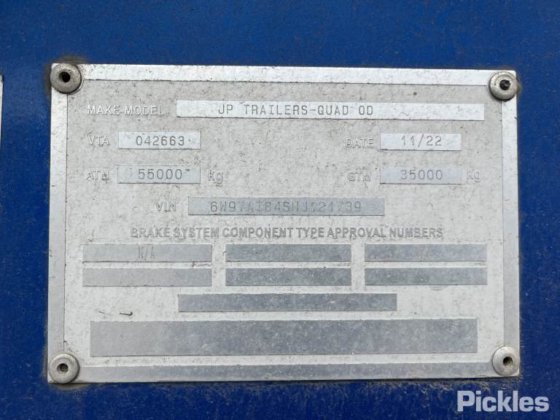 MAKE-MODEL JP TRAILERS-QUAD OD
VTA 042663 DATE 11/22
ATM 55000 kg GTM 35000 kg
VIN
BRAKE SYSTEM COMPONENT TYPE APPROVAL NUMBERS
N/A
Pickles